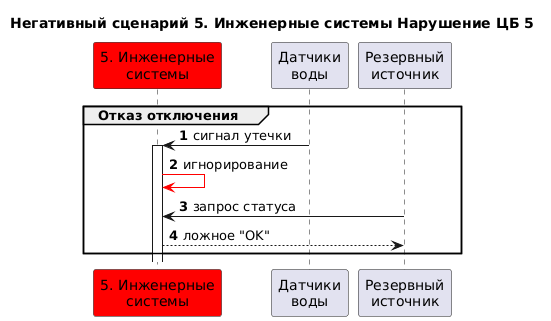 Негативный сценарий 5. Инженерные системы Нарушение ЦБ 5
5. Инженерные
системы
Датчики
воды
Резервный
источник
Отказ отключения
1 сигнал утечки
2 игнорирование
3 запрос статуса
4 ложное "ОК"
5. Инженерные
системы
Датчики
воды
Резервный
источник